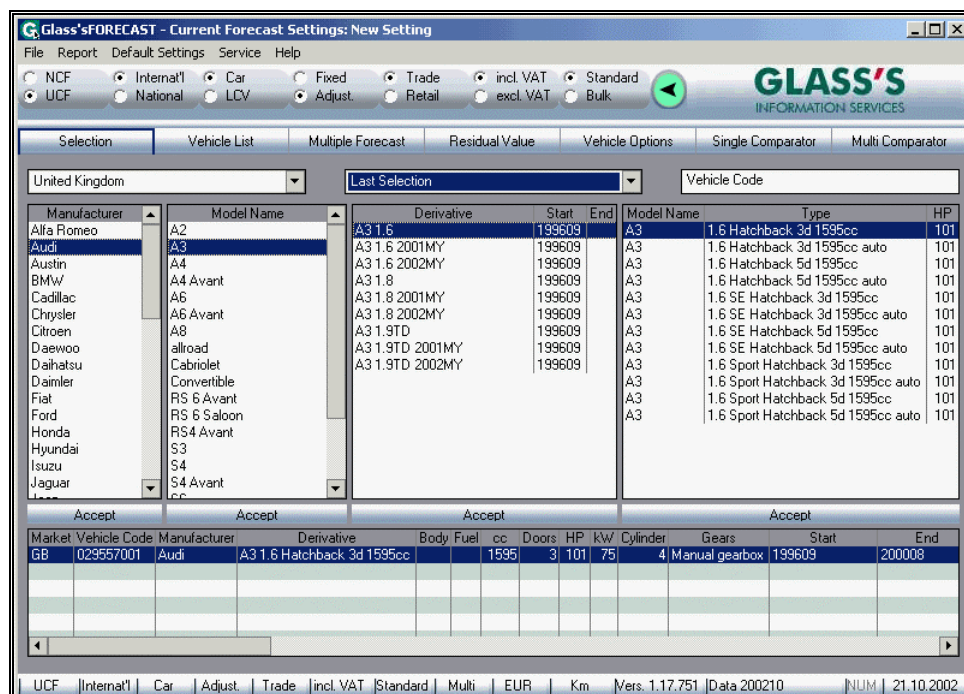 Glass'sFORECAST - Current Forecast Settings: New Setting
File Report Default Settings Service Help
NCF Internat'l Car Fixed Trade incl. VAT Standard
UCF National LCV Adjust. Retail excl. VAT Bulk
GLASS'S
INFORMATION SERVICES
Selection Vehicle List Multiple Forecast Residual Value Vehicle Options Single Comparator Multi Comparator
United Kingdom Last Selection Vehicle Code
Manufacturer Model Name Derivative Start End Model Name Type HP
Alfa Romeo A2 A3 1.6 199609 A3 1.6 Hatchback 3d 1595cc 101
Audi A3 A3 1.6 2001MY 199609 A3 1.6 Hatchback 3d 1595cc auto 101
Austin A4 A3 1.6 2002MY 199609 A3 1.6 Hatchback 5d 1595cc 101
BMW A4 Avant A3 1.8 199609 A3 1.6 Hatchback 5d 1595cc auto 101
Cadillac A6 A3 1.8 2001MY 199609 A3 1.6 SE Hatchback 3d 1595cc 101
Chrysler A6 Avant A3 1.8 2002MY 199609 A3 1.6 SE Hatchback 3d 1595cc auto 101
Citroen A8 A3 1.9TD 199609 A3 1.6 SE Hatchback 5d 1595cc 101
Daewoo allroad A3 1.9TD 2001MY 199609 A3 1.6 SE Hatchback 5d 1595cc auto 101
Daihatsu Cabriolet A3 1.9TD 2002MY 199609 A3 1.6 Sport Hatchback 3d 1595cc 101
Daimler Convertible A3 1.6 Sport Hatchback 3d 1595cc auto 101
Fiat RS 6 Avant A3 1.6 Sport Hatchback 5d 1595cc 101
Ford RS 6 Saloon A3 1.6 Sport Hatchback 5d 1595cc auto 101
Honda RS4 Avant
Hyundai S3
Isuzu S4
Jaguar S4 Avant
Accept Accept Accept Accept
Market Vehicle Code Manufacturer Derivative Body Fuel cc Doors HP kW Cylinder Gears Start End
GB 029557001 Audi A3 1.6 Hatchback 3d 1595cc 1595 3 101 75 4 Manual gearbox 199609 200008
UCF Internat'l Car Adjust. Trade incl. VAT Standard Multi EUR Km Vers. 1.17.751 Data 200210 NUM 21.10.2002